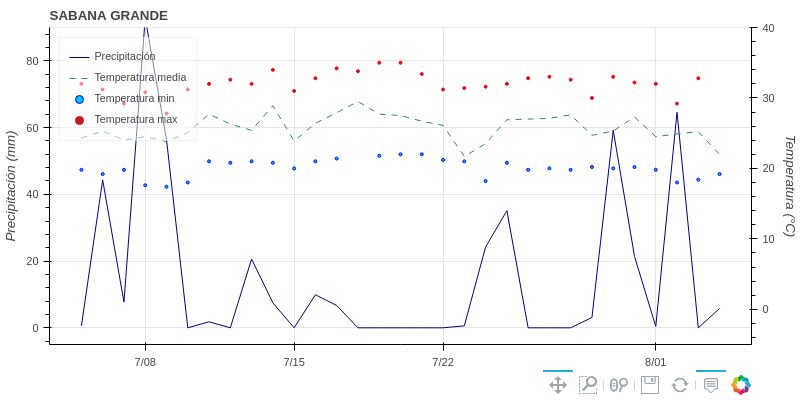 SABANA GRANDE
Precipitación
Temperatura media
Temperatura min
Temperatura max
Precipitación (mm)
80
60
40
20
0
Temperatura (°C)
40
30
20
10
0
7/08
7/15
7/22
8/01